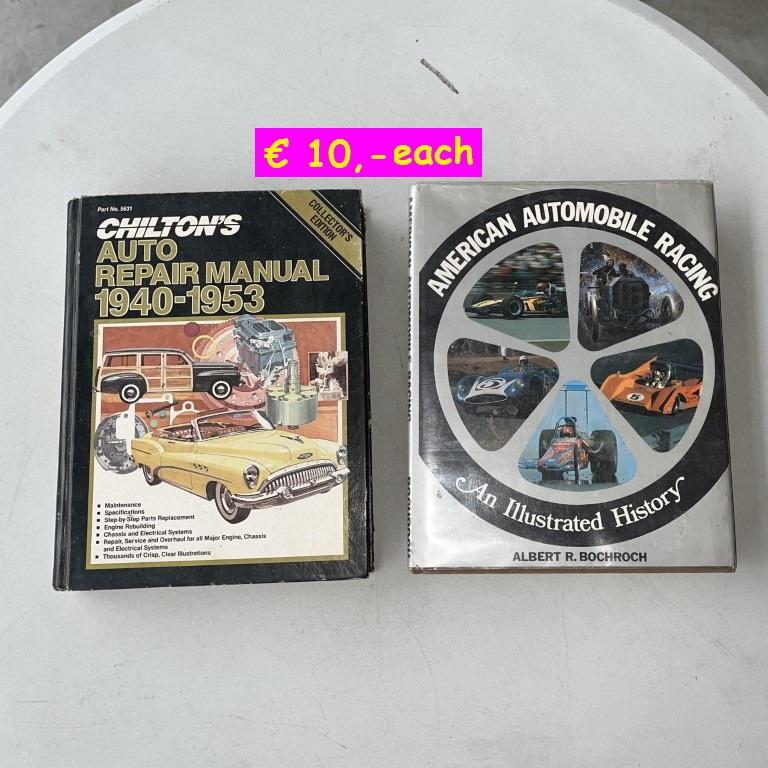 € 10,- each
Part No. 5631
COLLECTOR'S
EDITION
CHILTON'S
AUTO
REPAIR MANUAL
1940-1953
Maintenance
Specifications
Step-by-Step Parts Replacement
Engine Rebuilding
Chassis and Electrical Systems
Repair, Service and Overhaul for all Major Engine, Chassis
and Electrical Systems
Thousands of Crisp, Clear Illustrations
AMERICAN AUTOMOBILE RACING
5
An Illustrated History
ALBERT R. BOCHROCH